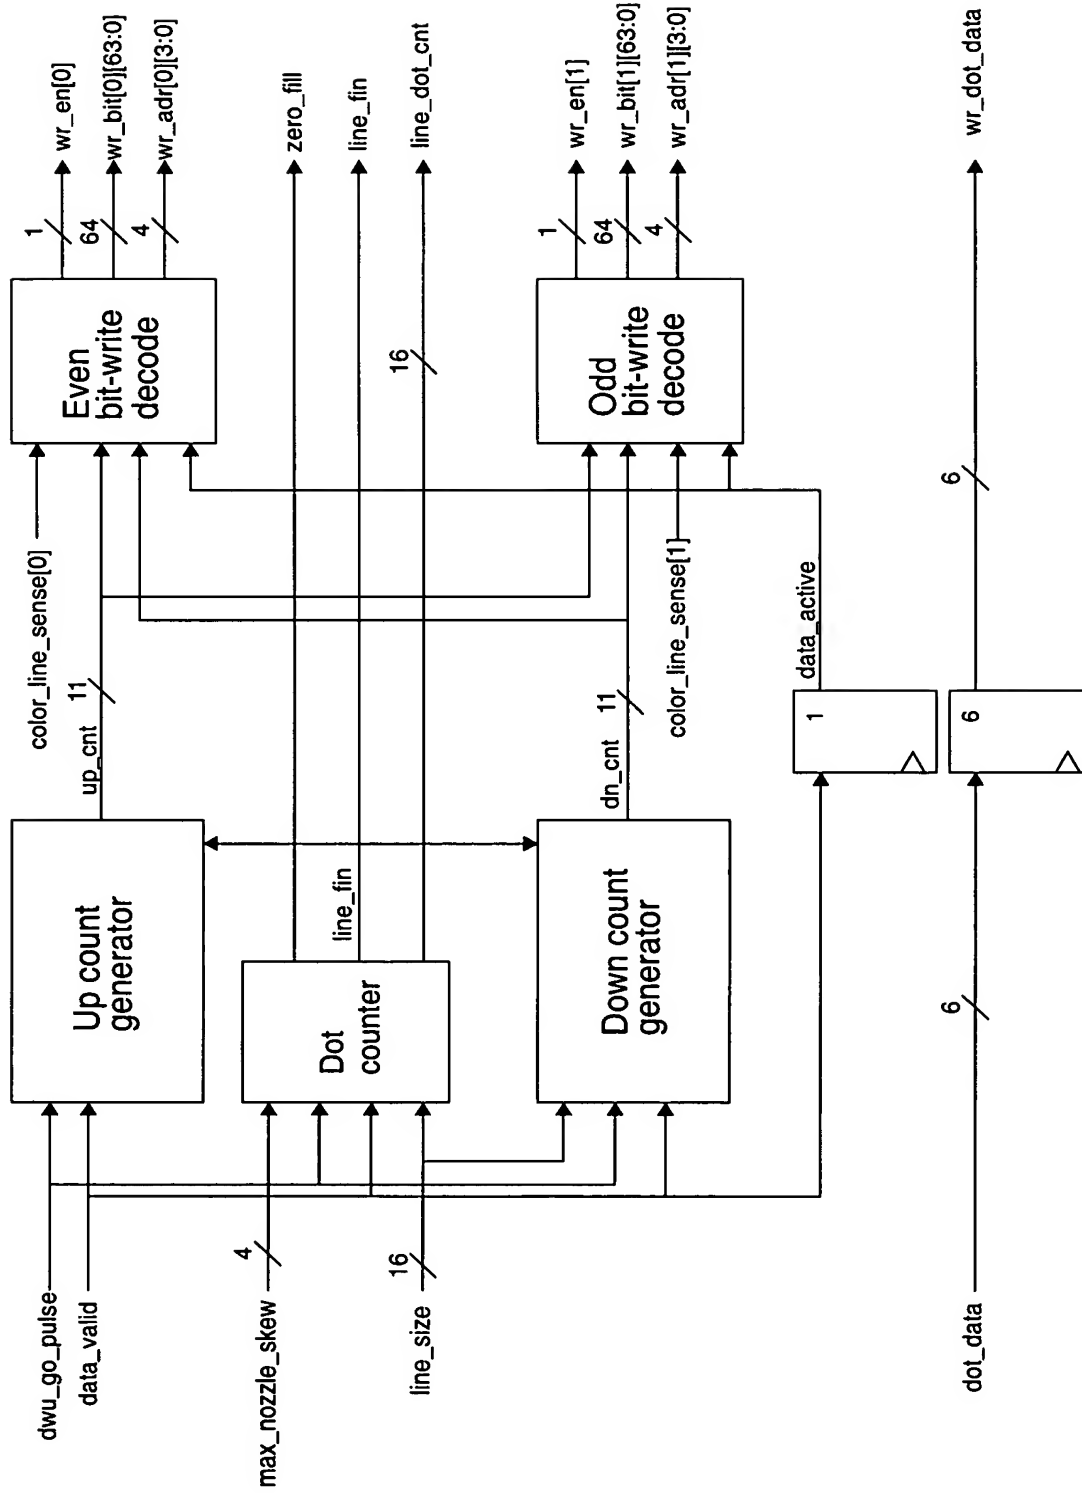 dwu_go_pulse
data_valid
max_nozzle_skew
4
line_size
16
dot_data
Up count
generator
Dot
counter
Down count
generator
6
line_fin
up_cnt
11
dn_cnt
11
1
6
color_line_sense[0]
color_line_sense[1]
data_active
Even
bit-write
decode
Odd
bit-write
decode
16
6
1
64
4
1
64
4
wr_en[0]
wr_bit[0][63:0]
wr_adr[0][3:0]
zero_fill
line_fin
line_dot_cnt
wr_en[1]
wr_bit[1][63:0]
wr_adr[1][3:0]
wr_dot_data